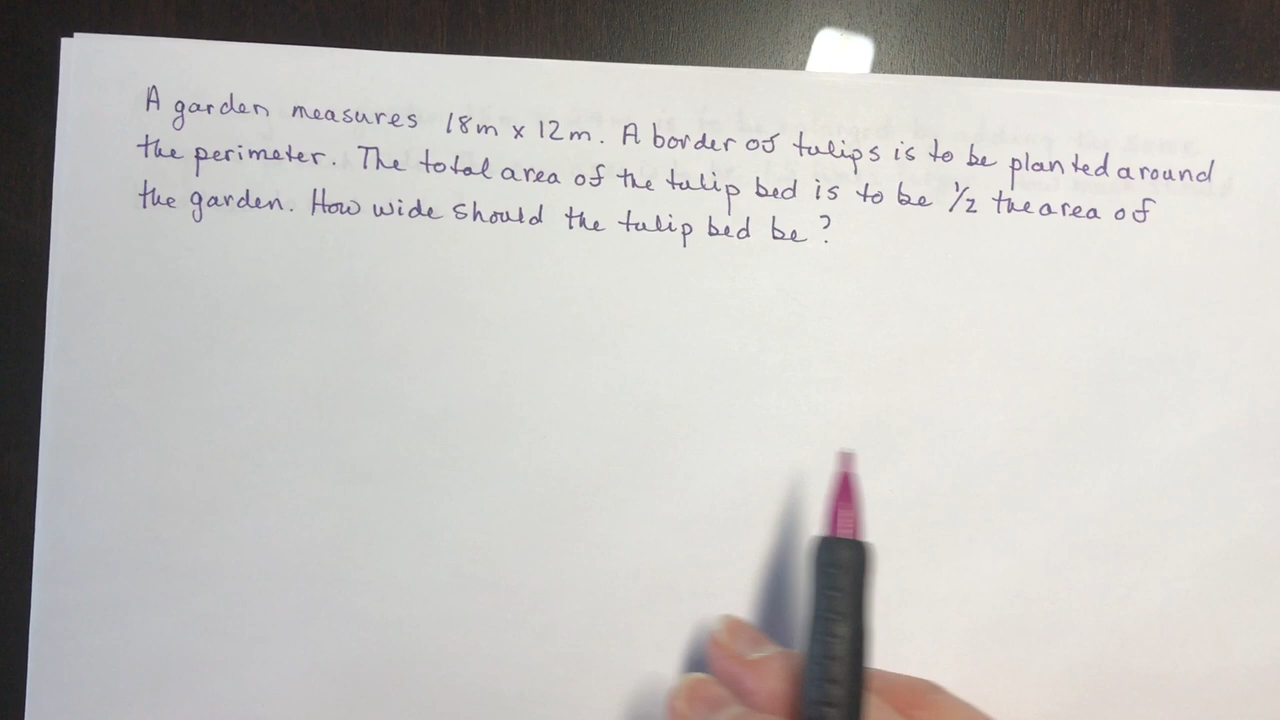 A garden measures 18m x 12m. A border of tulips is to be planted around
the perimeter. The total area of the tulip bed is to be 1/2 the area of
the garden. How wide should the tulip bed be?